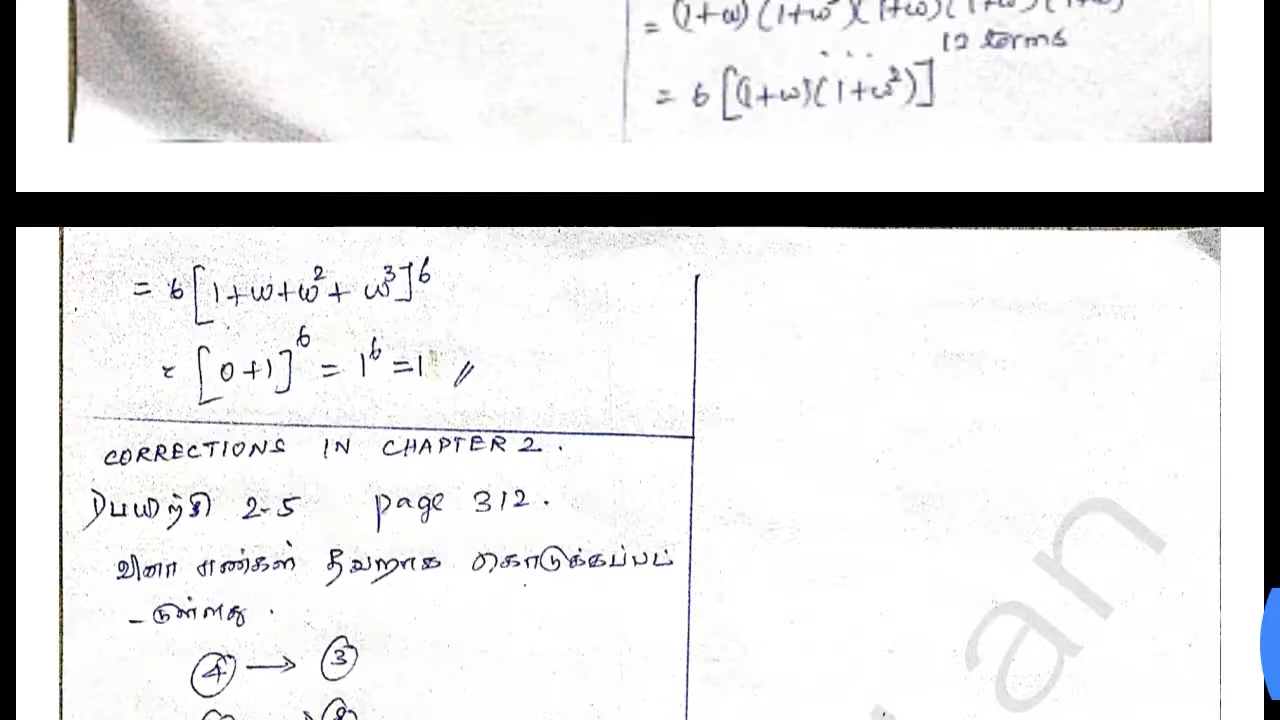 = (1+ω)(1+ω²)(1+ω)(1+ω)(1+ω)
... 12 terms
= 6[(1+ω)(1+ω²)]
= 6[1+ω+ω²+ω³]⁶
= [0+1]⁶ = 1⁶ = 1 //
CORRECTIONS IN CHAPTER 2.
பயிற்சி 2-5 page 312.
வினா எண்கள் தவறாக கொடுக்கப்பட்
- டுள்ளது.
④ → ③
→ ⑧
an